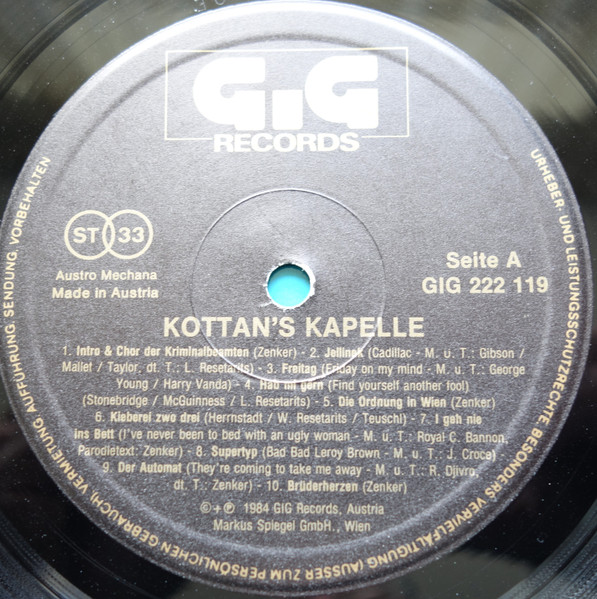 GiG
RECORDS
ST 33
Austro Mechana
Made in Austria
Seite A
GIG 222 119
KOTTAN'S KAPELLE
1. Intro & Chor der Kriminalbeamten (Zenker) - 2. Jellinek (Cadillac - M. u. T.: Gibson /
Mallet / Taylor, dt. T.: L. Resetarits) - 3. Freitag (Friday on my mind - M. u. T.: George
Young / Harry Vanda) - 4. Hau mi gern (Find yourself another fool)
(Stonebridge / McGuinness / L. Resetarits) - 5. Die Ordnung in Wien (Zenker)
6. Kieberei zwo drei (Herrnstadt / W. Resetarits / Teuschl) - 7. I geh nie
ins Bett (I've never been to bed with an ugly woman - M. u. T.: Royal C. Bannon,
Parodietext: Zenker) - 8. Supertyp (Bad Bad Leroy Brown - M. u. T.: J. Croce)
9. Der Automat (They're coming to take me away - M. u. T.: R. Djivro,
dt. T.: Zenker) - 10. Brüderherzen (Zenker)
©+℗ 1984 GIG Records, Austria
Markus Spiegel GmbH., Wien
URHEBER- UND LEISTUNGSSCHUTZRECHTE BESONDERS VERVIELFÄLTIGUNG (AUSSER ZUM PERSÖNLICHEN GEBRAUCH), VERMIETUNG AUFFÜHRUNG, SENDUNG, VORBEHALTEN